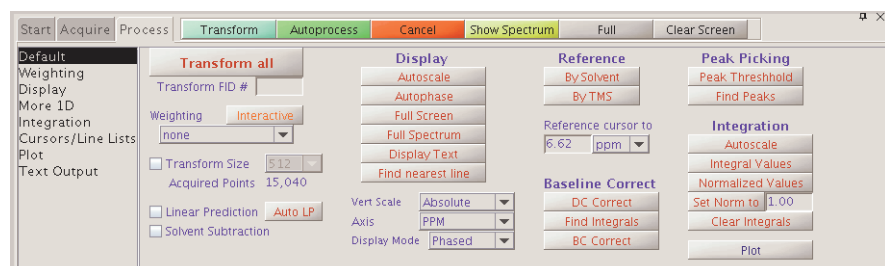 Start Acquire Process Transform Autoprocess Cancel Show Spectrum Full Clear Screen
Default
Weighting
Display
More 1D
Integration
Cursors/Line Lists
Plot
Text Output
Transform all
Transform FID #
Weighting Interactive
none
Transform Size 512
Acquired Points 15,040
Linear Prediction Auto LP
Solvent Subtraction
Display
Autoscale
Autophase
Full Screen
Full Spectrum
Display Text
Find nearest line
Vert Scale Absolute
Axis PPM
Display Mode Phased
Reference
By Solvent
By TMS
Reference cursor to
6.62 ppm
Baseline Correct
DC Correct
Find Integrals
BC Correct
Peak Picking
Peak Threshhold
Find Peaks
Integration
Autoscale
Integral Values
Normalized Values
Set Norm to 1.00
Clear Integrals
Plot